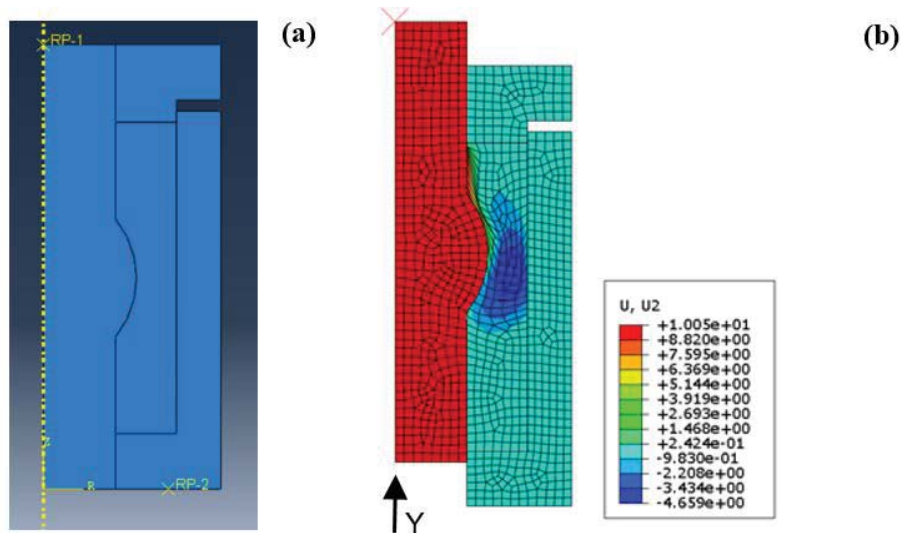 (a)
(b)
RP-1
Z
R
RP-2
Y
U, U2
+1.005e+01
+8.820e+00
+7.595e+00
+6.369e+00
+5.144e+00
+3.919e+00
+2.693e+00
+1.468e+00
+2.424e-01
-9.830e-01
-2.208e+00
-3.434e+00
-4.659e+00